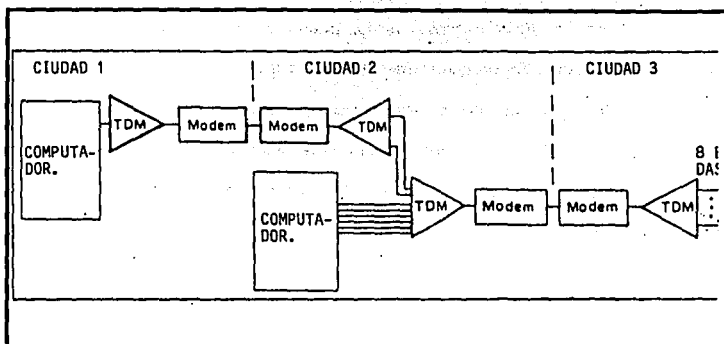 CIUDAD 1
CIUDAD 2
CIUDAD 3
TDM
Modem
Modem
TDM
COMPUTA-
DOR.
8 E
DAS
COMPUTA-
DOR.
TDM
Modem
Modem
TDM